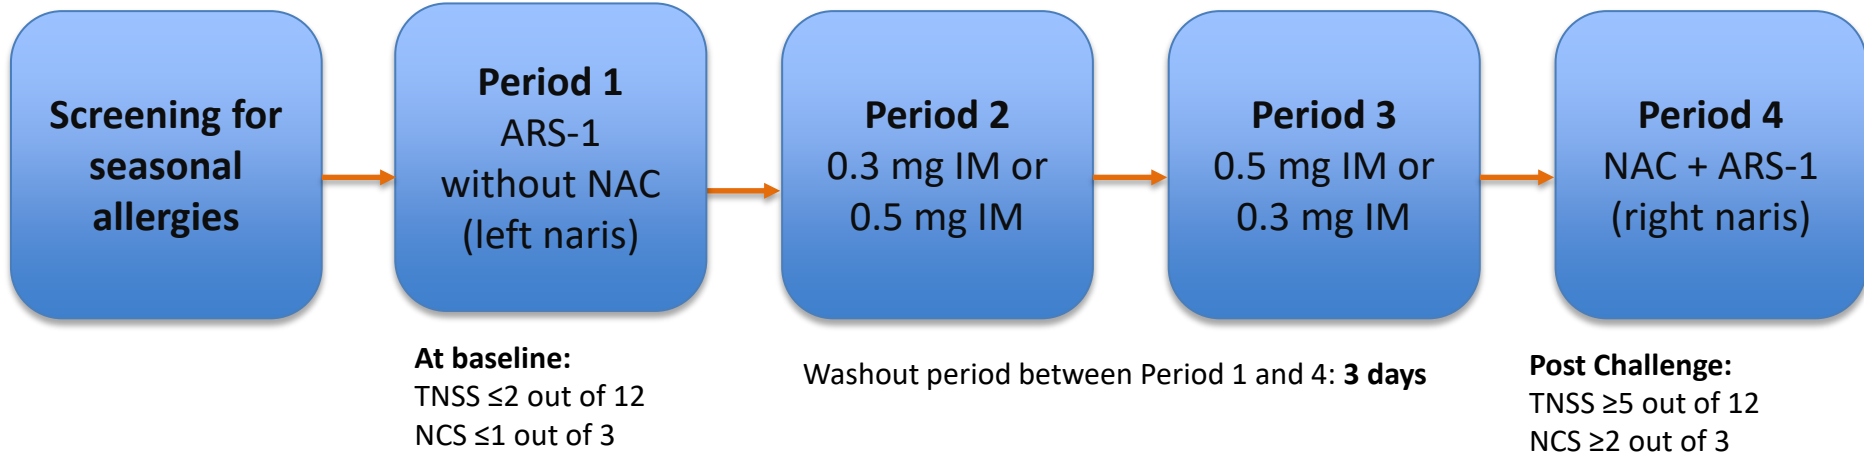 Screening for
seasonal
allergies
Period 1
ARS-1
without NAC
(left naris)
Period 2
0.3 mg IM or
0.5 mg IM
Period 3
0.5 mg IM or
0.3 mg IM
Period 4
NAC + ARS-1
(right naris)
At baseline:
TNSS ≤2 out of 12
NCS ≤1 out of 3
Washout period between Period 1 and 4: 3 days
Post Challenge:
TNSS ≥5 out of 12
NCS ≥2 out of 3